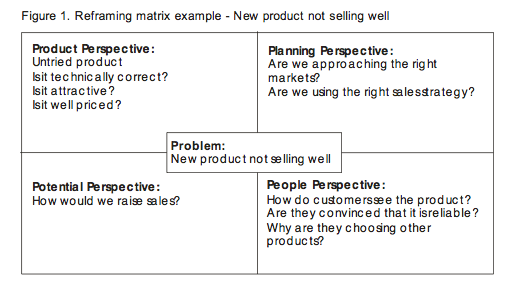 Figure 1. Reframing matrix example - New product not selling well
Product Perspective:
Untried product
Isit technically correct?
Isit attractive?
Isit well priced?
Planning Perspective:
Are we approaching the right
markets?
Are we using the right salesstrategy?
Problem:
New product not selling well
Potential Perspective:
How would we raise sales?
People Perspective:
How do customerssee the product?
Are they convinced that it isreliable?
Why are they choosing other
products?